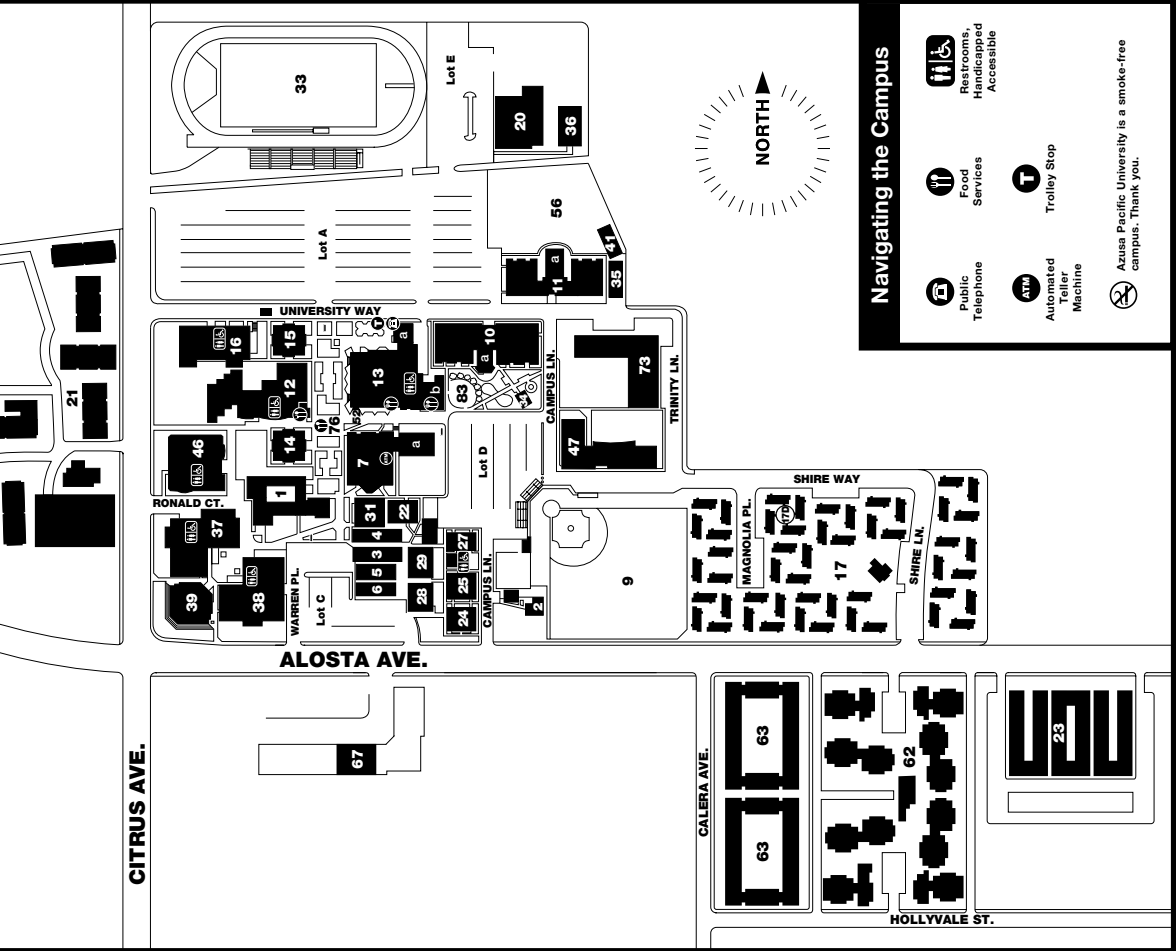 Navigating the Campus
Restrooms,
Handicapped
Accessible
Food
Services
Public
Telephone
Trolley Stop
ATM
Automated
Teller
Machine
T
Azusa Pacific University is a smoke-free
campus. Thank you.
NORTH
33
Lot E
20
36
56
41
Lot A
a
11
35
UNIVERSITY WAY
21
16
15
T
a
10
a
12
13
b
83
CAMPUS LN.
73
TRINITY LN.
76
52
46
14
7
ATM
a
Lot D
47
RONALD CT.
1
SHIRE WAY
31
22
37
4
3
27
29
MAGNOLIA PL.
17D
17
SHIRE LN.
5
6
25
28
24
CAMPUS LN.
2
9
39
38
WARREN PL.
Lot C
ALOSTA AVE.
CITRUS AVE.
67
CALERA AVE.
63
63
62
23
HOLLYVALE ST.